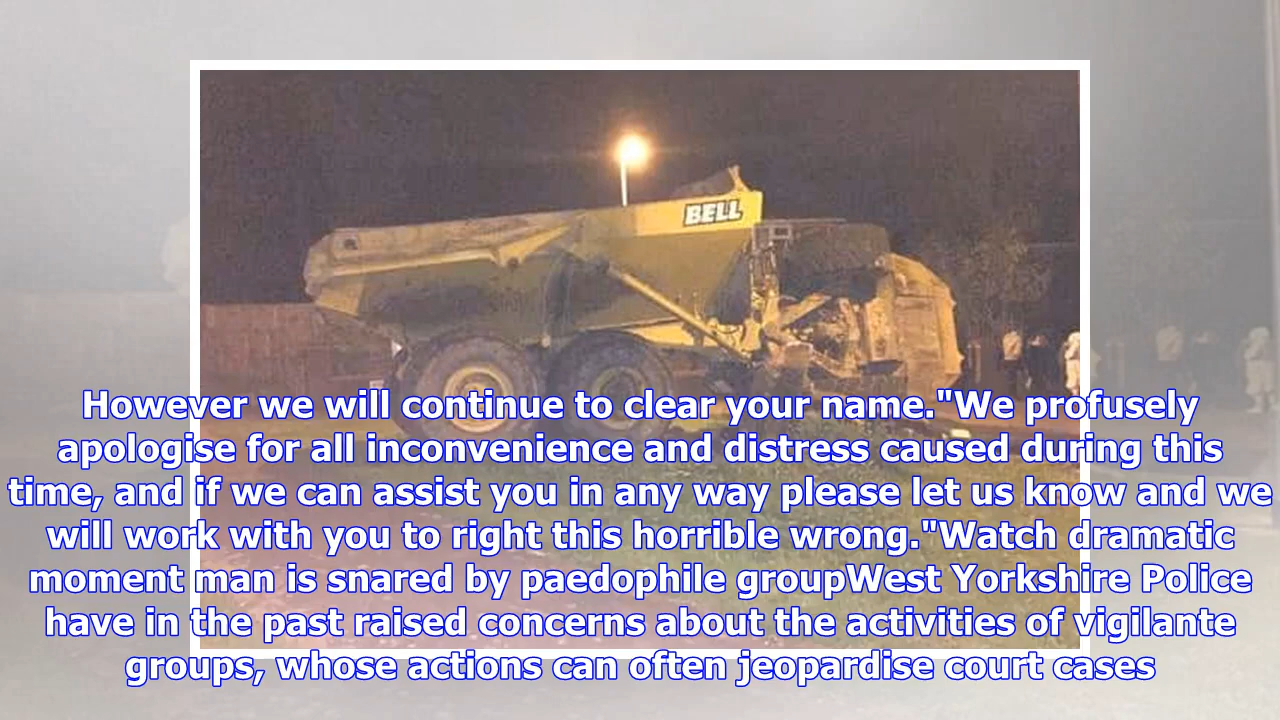 BELL
However we will continue to clear your name."We profusely
apologise for all inconvenience and distress caused during this
time, and if we can assist you in any way please let us know and we
will work with you to right this horrible wrong."Watch dramatic
moment man is snared by paedophile groupWest Yorkshire Police
have in the past raised concerns about the activities of vigilante
groups, whose actions can often jeopardise court cases